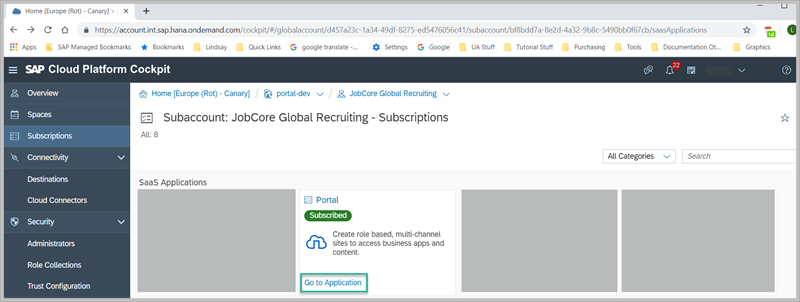 https://account.int.sap.hana.ondemand.com/cockpit/#/globalaccount/d457a23c-1a34-49df-8275-ed5476056c41/subaccount/bf8bdd7a-8e2d-4a32-9b8c-5490bb0f67cb/saasApplications
Apps SAP Managed Bookmarks Lindsay Quick Links google translate -... Settings Google UA Stuff Tutorial Stuff Purchasing Tools Documentation Ot... Graphics
SAP Cloud Platform Cockpit 22
Overview
Spaces
Subscriptions
Connectivity
Destinations
Cloud Connectors
Security
Administrators
Role Collections
Trust Configuration
Home [Europe (Rot) - Canary] / portal-dev / JobCore Global Recruiting
Subaccount: JobCore Global Recruiting - Subscriptions
All: 8
All Categories Search
SaaS Applications
Portal
Subscribed
Create role based, multi-channel
sites to access business apps and
content.
Go to Application